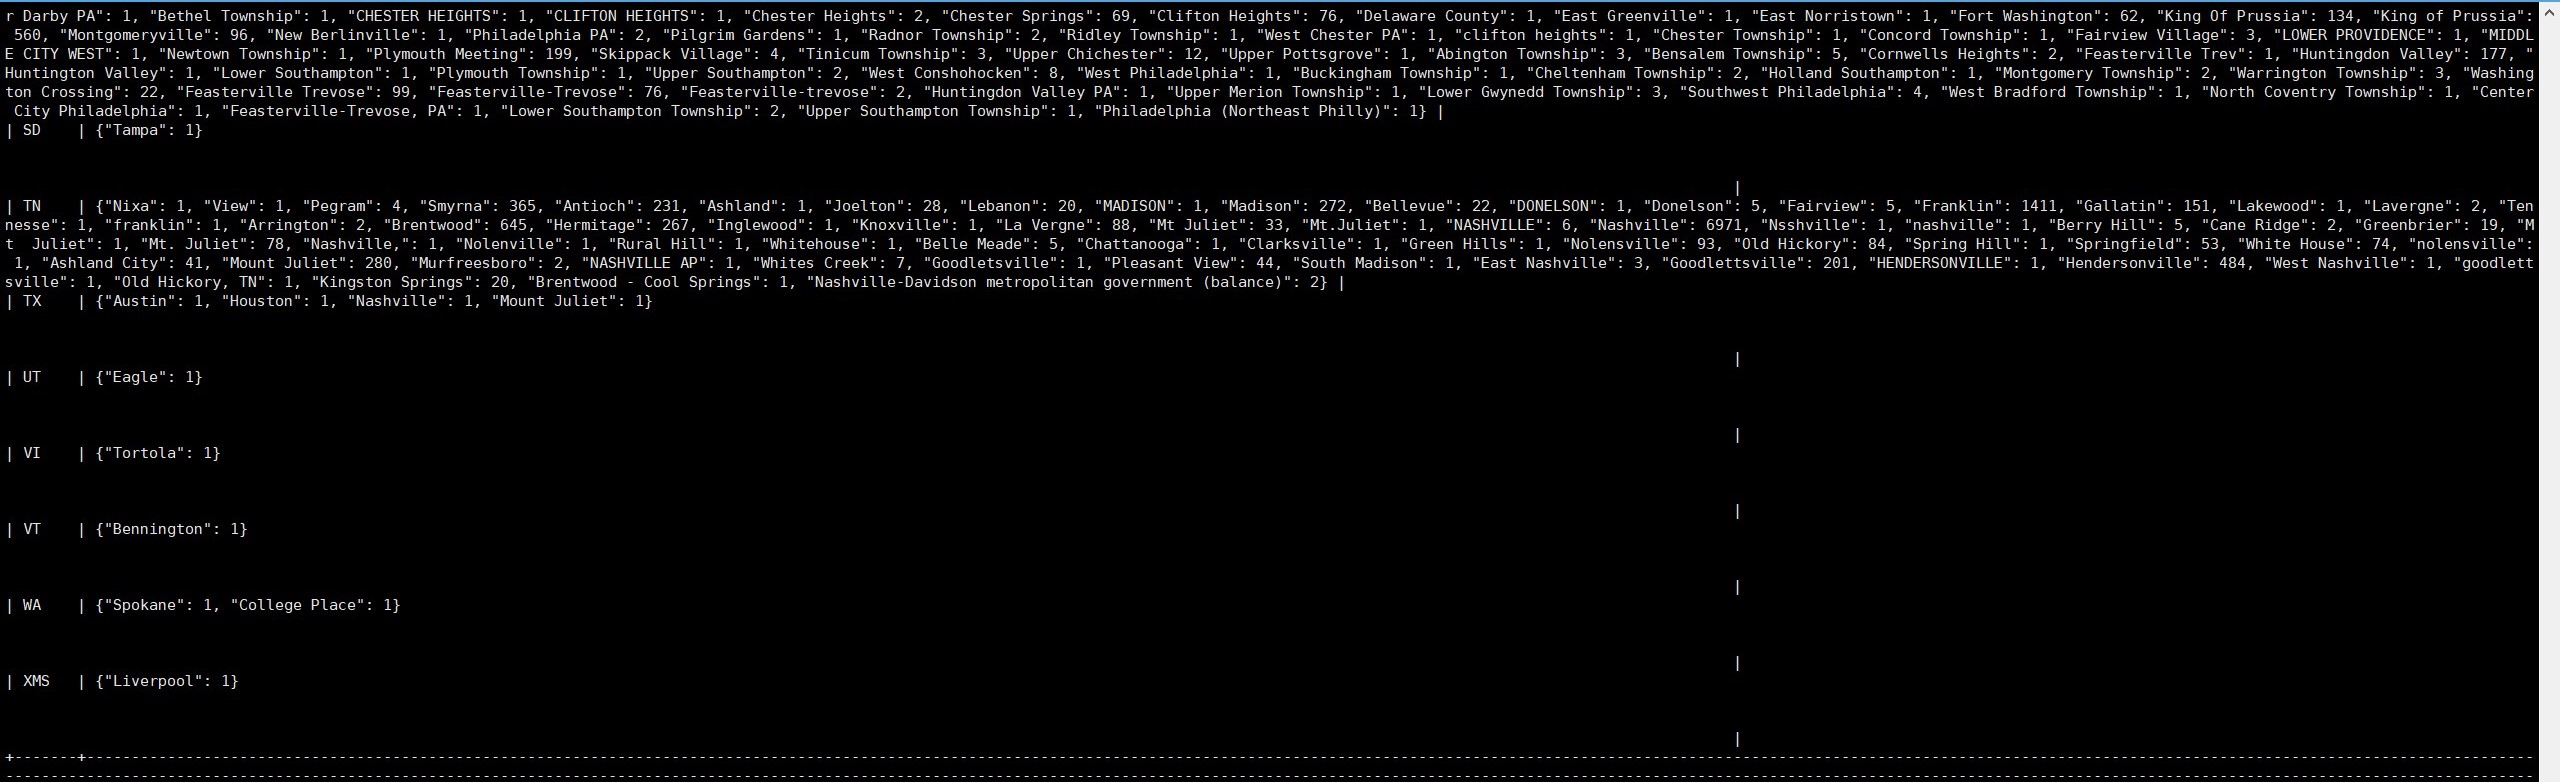 r Darby PA": 1, "Bethel Township": 1, "CHESTER HEIGHTS": 1, "CLIFTON HEIGHTS": 1, "Chester Heights": 2, "Chester Springs": 69, "Clifton Heights": 76, "Delaware County": 1, "East Greenville": 1, "East Norristown": 1, "Fort Washington": 62, "King Of Prussia": 134, "King of Prussia":
560, "Montgomeryville": 96, "New Berlinville": 1, "Philadelphia PA": 2, "Pilgrim Gardens": 1, "Radnor Township": 2, "Ridley Township": 1, "West Chester PA": 1, "clifton heights": 1, "Chester Township": 1, "Concord Township": 1, "Fairview Village": 3, "LOWER PROVIDENCE": 1, "MIDDL
E CITY WEST": 1, "Newtown Township": 1, "Plymouth Meeting": 199, "Skippack Village": 4, "Tinicum Township": 3, "Upper Chichester": 12, "Upper Pottsgrove": 1, "Abington Township": 3, "Bensalem Township": 5, "Cornwells Heights": 2, "Feasterville Trev": 1, "Huntingdon Valley": 177, "
Huntington Valley": 1, "Lower Southampton": 1, "Plymouth Township": 1, "Upper Southampton": 2, "West Conshohocken": 8, "West Philadelphia": 1, "Buckingham Township": 1, "Cheltenham Township": 2, "Holland Southampton": 1, "Montgomery Township": 2, "Warrington Township": 3, "Washing
ton Crossing": 22, "Feasterville Trevose": 99, "Feasterville-Trevose": 76, "Feasterville-trevose": 2, "Huntingdon Valley PA": 1, "Upper Merion Township": 1, "Lower Gwynedd Township": 3, "Southwest Philadelphia": 4, "West Bradford Township": 1, "North Coventry Township": 1, "Center
City Philadelphia": 1, "Feasterville-Trevose, PA": 1, "Lower Southampton Township": 2, "Upper Southampton Township": 1, "Philadelphia (Northeast Philly)": 1} |
| SD | {"Tampa": 1}
|
| TN | {"Nixa": 1, "View": 1, "Pegram": 4, "Smyrna": 365, "Antioch": 231, "Ashland": 1, "Joelton": 28, "Lebanon": 20, "MADISON": 1, "Madison": 272, "Bellevue": 22, "DONELSON": 1, "Donelson": 5, "Fairview": 5, "Franklin": 1411, "Gallatin": 151, "Lakewood": 1, "Lavergne": 2, "Ten
nesse": 1, "franklin": 1, "Arrington": 2, "Brentwood": 645, "Hermitage": 267, "Inglewood": 1, "Knoxville": 1, "La Vergne": 88, "Mt Juliet": 33, "Mt.Juliet": 1, "NASHVILLE": 6, "Nashville": 6971, "Nsshville": 1, "nashville": 1, "Berry Hill": 5, "Cane Ridge": 2, "Greenbrier": 19, "M
t  Juliet": 1, "Mt. Juliet": 78, "Nashville,": 1, "Nolenville": 1, "Rural Hill": 1, "Whitehouse": 1, "Belle Meade": 5, "Chattanooga": 1, "Clarksville": 1, "Green Hills": 1, "Nolensville": 93, "Old Hickory": 84, "Spring Hill": 1, "Springfield": 53, "White House": 74, "nolensville":
1, "Ashland City": 41, "Mount Juliet": 280, "Murfreesboro": 2, "NASHVILLE AP": 1, "Whites Creek": 7, "Goodletsville": 1, "Pleasant View": 44, "South Madison": 1, "East Nashville": 3, "Goodlettsville": 201, "HENDERSONVILLE": 1, "Hendersonville": 484, "West Nashville": 1, "goodlett
sville": 1, "Old Hickory, TN": 1, "Kingston Springs": 20, "Brentwood - Cool Springs": 1, "Nashville-Davidson metropolitan government (balance)": 2} |
| TX | {"Austin": 1, "Houston": 1, "Nashville": 1, "Mount Juliet": 1}
|
| UT | {"Eagle": 1}
|
| VI | {"Tortola": 1}
|
| VT | {"Bennington": 1}
|
| WA | {"Spokane": 1, "College Place": 1}
|
| XMS | {"Liverpool": 1}
|